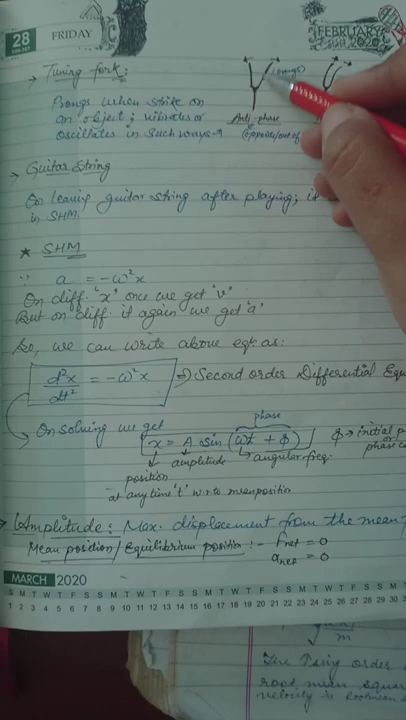 28 FRIDAY
FEBRUARY
2020
→ Tuning fork:
(Prongs)
Prongs when strike on
an object; vibrates or
Oscillates in such ways →
Anti-phase
(Opposite/out of
→ Guitar String
On leaving guitar string after playing; it
in SHM.
★ SHM
∵ a = -ω²x
On diff. 'x' once we get 'v'
But on diff. it again we get 'a'
So, we can write above eqⁿ as:
d²x/dt² = -ω²x ⇒ Second order Differential Equ
→ On solving we get
phase
x = A sin (ωt + ϕ)
ϕ → initial p
or
phase c
amplitude
angular freq.
position
at any time 't' w.r.to mean position
→ Amplitude: Max. displacement from the mean
Mean position/Equilibrium position :- Fnet = 0
anet = 0
MARCH 2020
S M T W T F S S M T W T F S S M T W T F S S M T W T F S S M
1 2 3 4 5 6 7 8 9 10 11 12 13 14 15 16 17 18 19 20 21 22 23 24 25 26 27 28 29 30
m
order
root mean square
velocity is